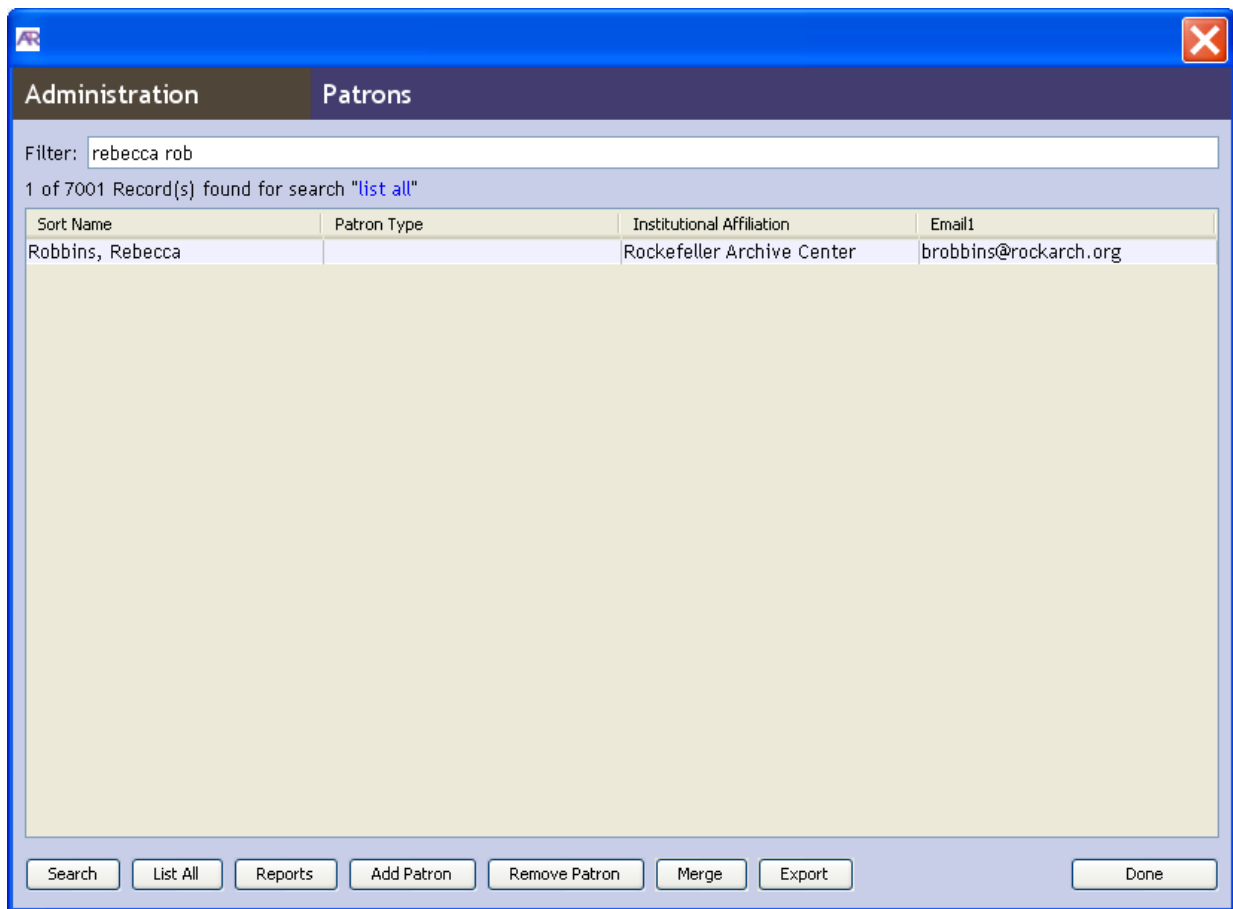 AR
Administration Patrons
Filter: rebecca rob
1 of 7001 Record(s) found for search "list all"
Sort Name Patron Type Institutional Affiliation Email1
Robbins, Rebecca Rockefeller Archive Center brobbins@rockarch.org
Search List All Reports Add Patron Remove Patron Merge Export Done